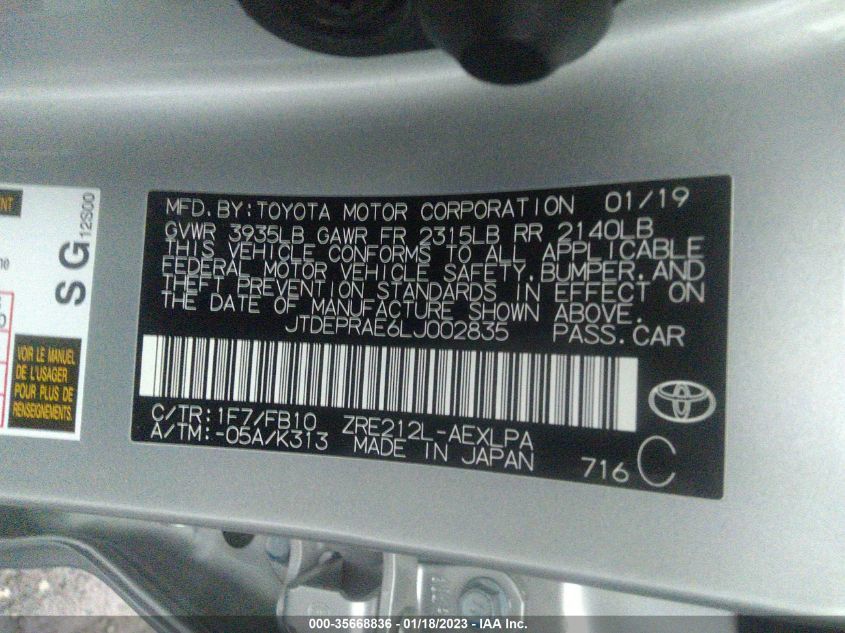 MFD.BY:TOYOTA MOTOR CORPORATION 01/19
GVWR 3935LB GAWR FR 2315LB RR 2140LB
THIS VEHICLE CONFORMS TO ALL APPLICABLE
FEDERAL MOTOR VEHICLE SAFETY, BUMPER, AND
THEFT PREVENTION STANDARDS IN EFFECT ON
THE DATE OF MANUFACTURE SHOWN ABOVE.
JTDEPRAE6LJ002835 PASS.CAR
C/TR:1F7/FB10 ZRE212L-AEXLPA
A/TM:-05A/K313 MADE IN JAPAN 716 C
SG 12S00
VOIR LE MANUEL
DE L'USAGER
POUR PLUS DE
RENSEIGNEMENTS.
000-35668836 - 01/18/2023 - IAA Inc.